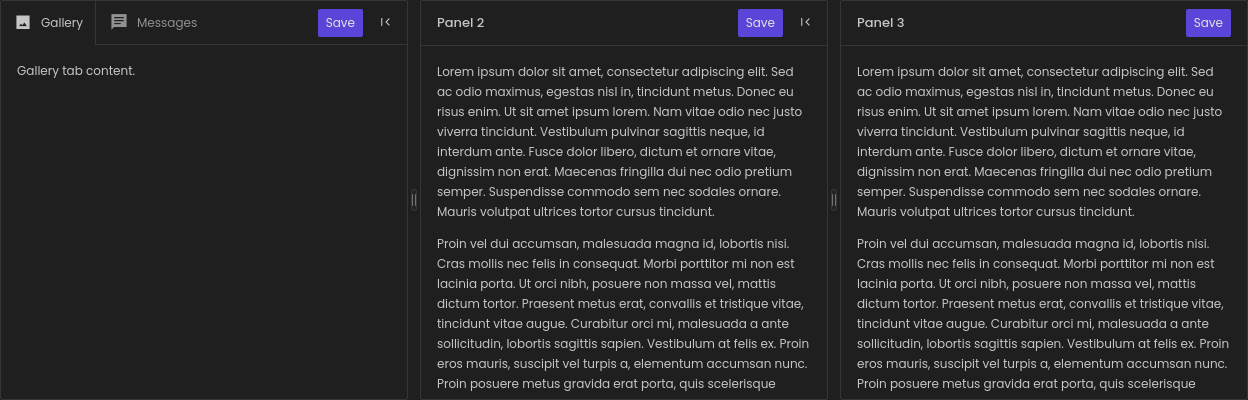 Gallery
Messages
Save
Gallery tab content.
Panel 2
Save
Lorem ipsum dolor sit amet, consectetur adipiscing elit. Sed
ac odio maximus, egestas nisl in, tincidunt metus. Donec eu
risus enim. Ut sit amet ipsum lorem. Nam vitae odio nec justo
viverra tincidunt. Vestibulum pulvinar sagittis neque, id
interdum ante. Fusce dolor libero, dictum et ornare vitae,
dignissim non erat. Maecenas fringilla dui nec odio pretium
semper. Suspendisse commodo sem nec sodales ornare.
Mauris volutpat ultrices tortor cursus tincidunt.
Proin vel dui accumsan, malesuada magna id, lobortis nisi.
Cras mollis nec felis in consequat. Morbi porttitor mi non est
lacinia porta. Ut orci nibh, posuere non massa vel, mattis
dictum tortor. Praesent metus erat, convallis et tristique vitae,
tincidunt vitae augue. Curabitur orci mi, malesuada a ante
sollicitudin, lobortis sagittis sapien. Vestibulum at felis ex. Proin
eros mauris, suscipit vel turpis a, elementum accumsan nunc.
Proin posuere metus gravida erat porta, quis scelerisque
Panel 3
Save
Lorem ipsum dolor sit amet, consectetur adipiscing elit. Sed
ac odio maximus, egestas nisl in, tincidunt metus. Donec eu
risus enim. Ut sit amet ipsum lorem. Nam vitae odio nec justo
viverra tincidunt. Vestibulum pulvinar sagittis neque, id
interdum ante. Fusce dolor libero, dictum et ornare vitae,
dignissim non erat. Maecenas fringilla dui nec odio pretium
semper. Suspendisse commodo sem nec sodales ornare.
Mauris volutpat ultrices tortor cursus tincidunt.
Proin vel dui accumsan, malesuada magna id, lobortis nisi.
Cras mollis nec felis in consequat. Morbi porttitor mi non est
lacinia porta. Ut orci nibh, posuere non massa vel, mattis
dictum tortor. Praesent metus erat, convallis et tristique vitae,
tincidunt vitae augue. Curabitur orci mi, malesuada a ante
sollicitudin, lobortis sagittis sapien. Vestibulum at felis ex. Proin
eros mauris, suscipit vel turpis a, elementum accumsan nunc.
Proin posuere metus gravida erat porta, quis scelerisque